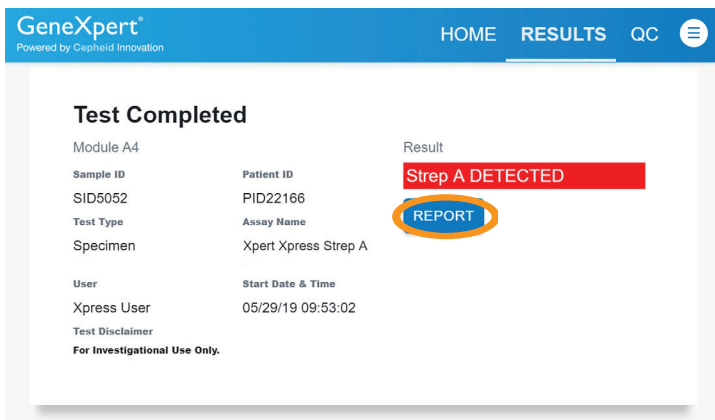 GeneXpert®
Powered by Cepheid Innovation
HOME RESULTS QC
Test Completed
Module A4
Result
Sample ID
Patient ID
Strep A DETECTED
SID5052
PID22166
REPORT
Test Type
Assay Name
Specimen
Xpert Xpress Strep A
User
Start Date & Time
Xpress User
05/29/19 09:53:02
Test Disclaimer
For Investigational Use Only.